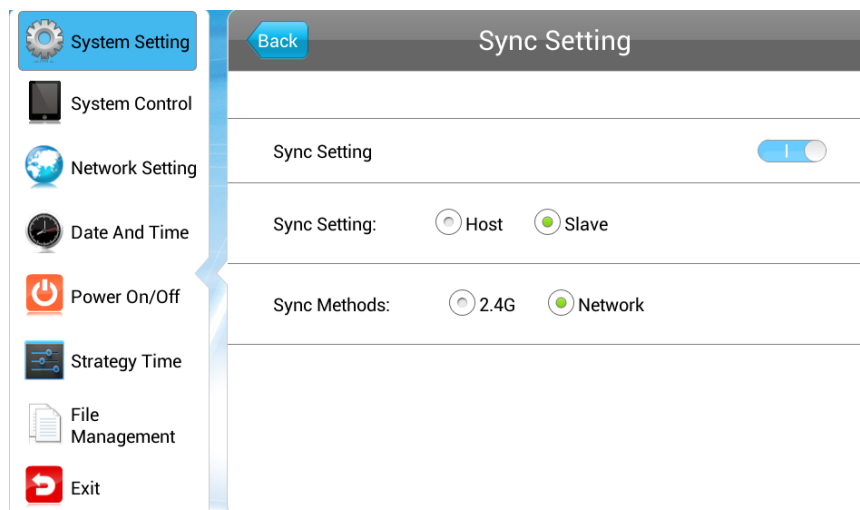 System Setting
System Control
Network Setting
Date And Time
Power On/Off
Strategy Time
File
Management
Exit
Back
Sync Setting
Sync Setting
Sync Setting: Host Slave
Sync Methods: 2.4G Network